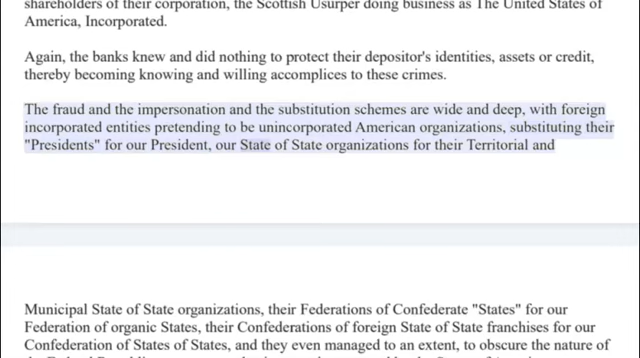 shareholders of their corporation, the Scottish Usurper doing business as The United States of
America, Incorporated.
Again, the banks knew and did nothing to protect their depositor's identities, assets or credit,
thereby becoming knowing and willing accomplices to these crimes.
The fraud and the impersonation and the substitution schemes are wide and deep, with foreign
incorporated entities pretending to be unincorporated American organizations, substituting their
"Presidents" for our President, our State of State organizations for their Territorial and
Municipal State of State organizations, their Federations of Confederate "States" for our
Federation of organic States, their Confederations of foreign State of State franchises for our
Confederation of States of States, and they even managed to an extent, to obscure the nature of